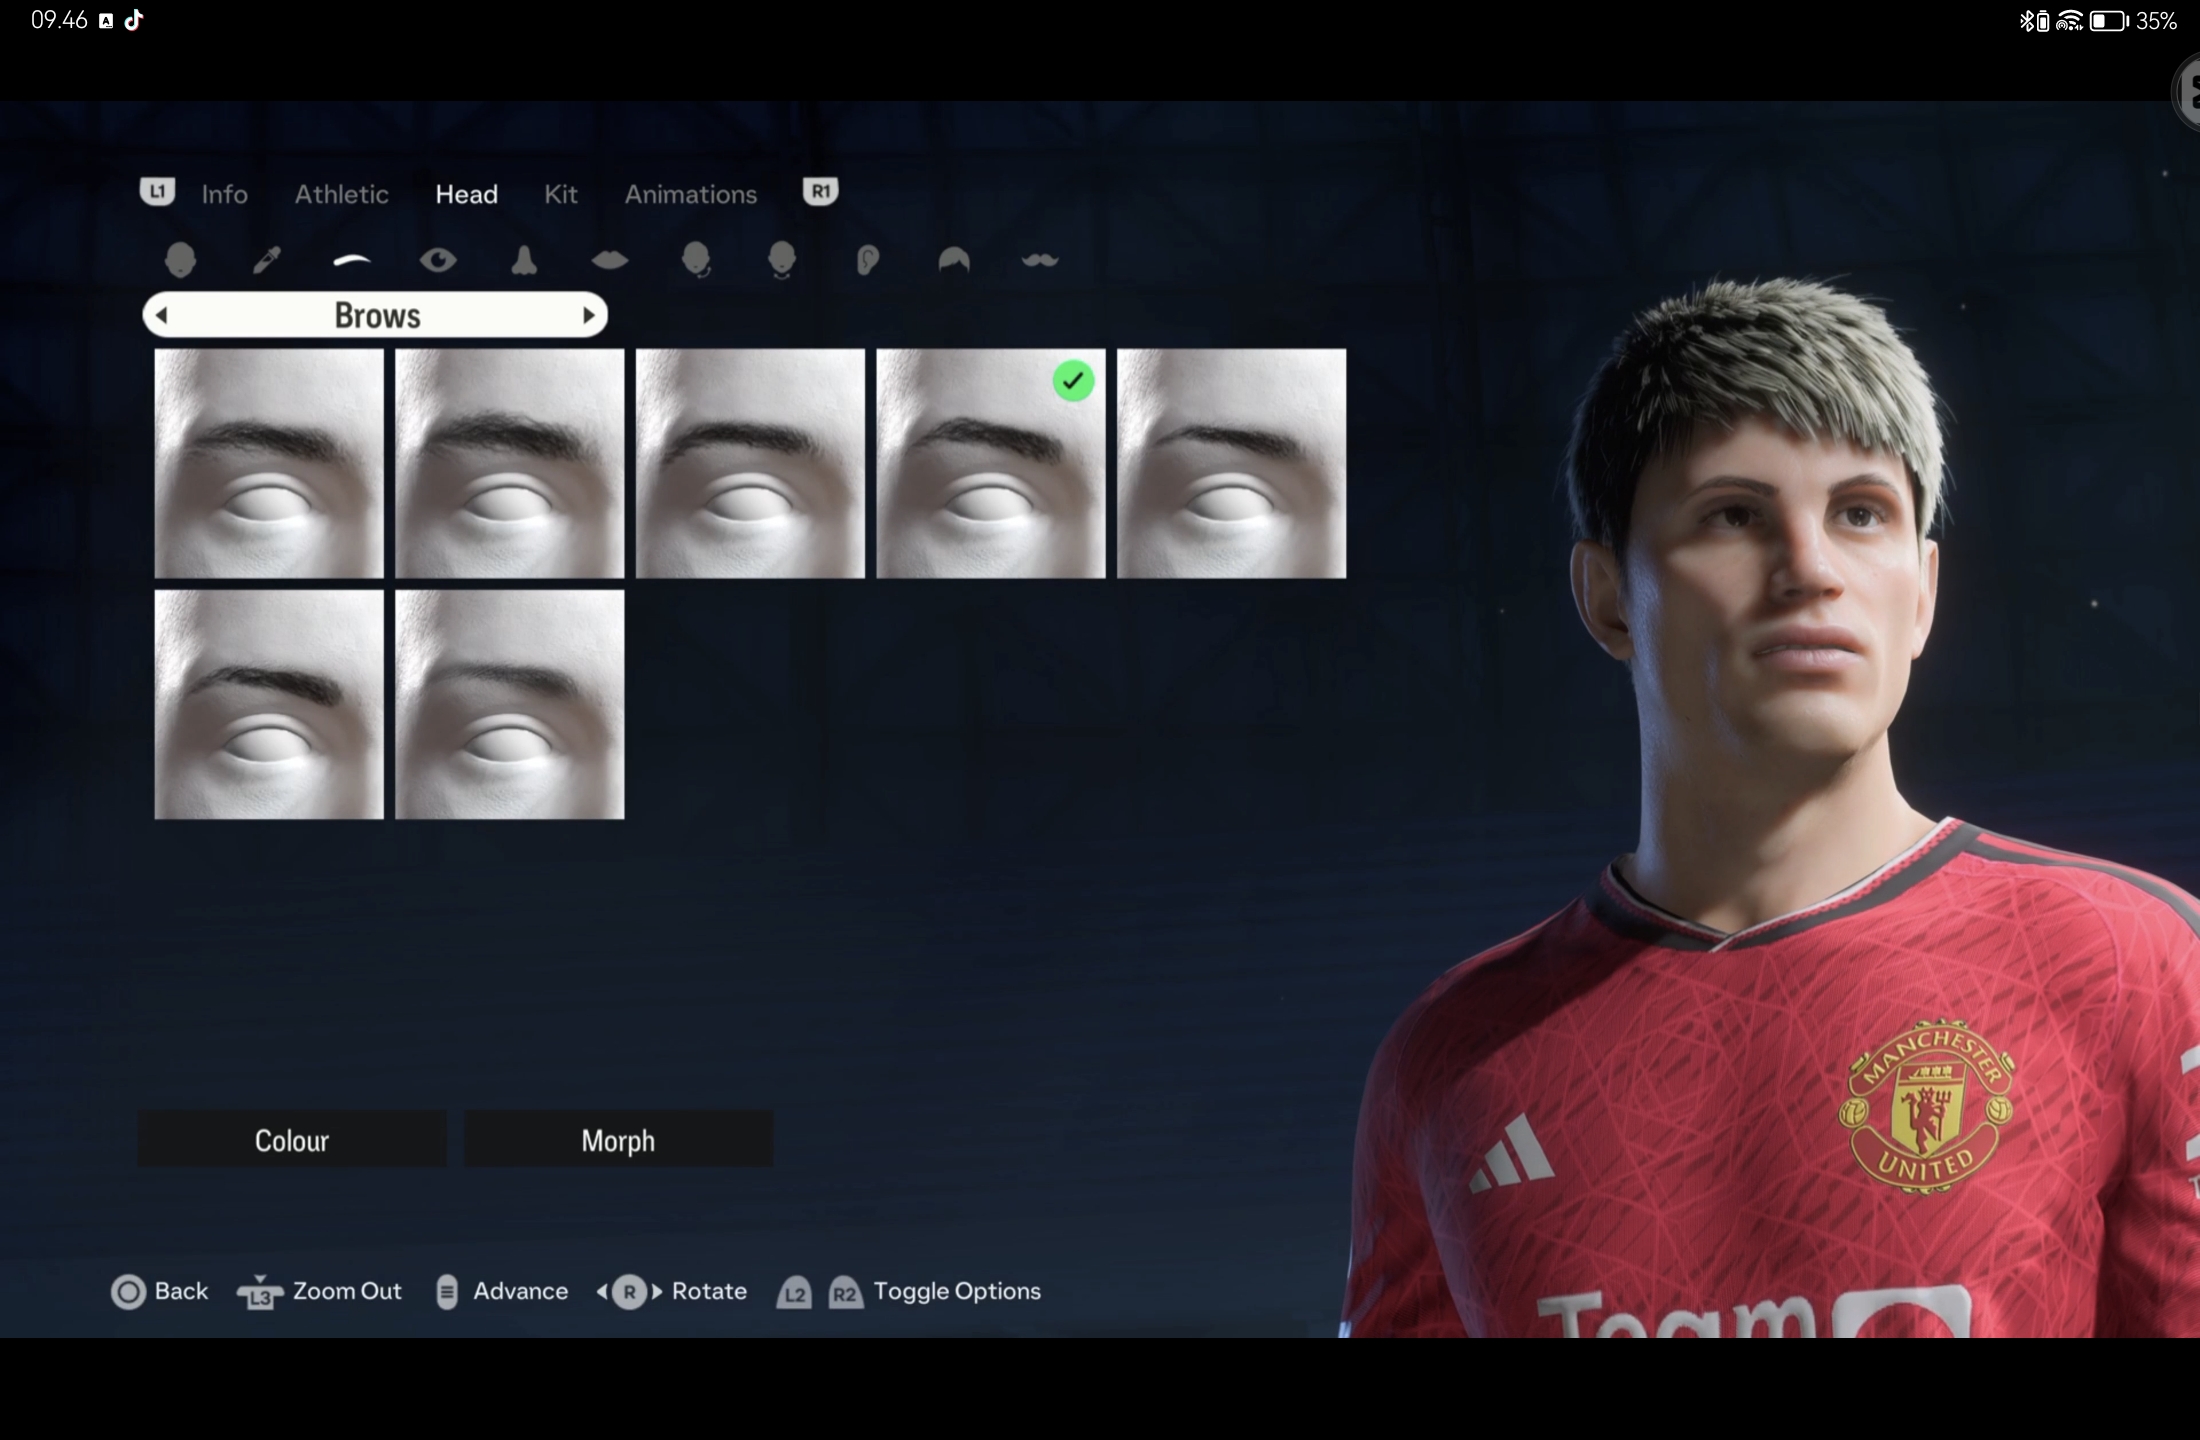 09.46 A 35%
L1 Info Athletic Head Kit Animations R1
Brows
Colour Morph
Back L3 Zoom Out Advance R Rotate L2 R2 Toggle Options
MANCHESTER
UNITED
Team